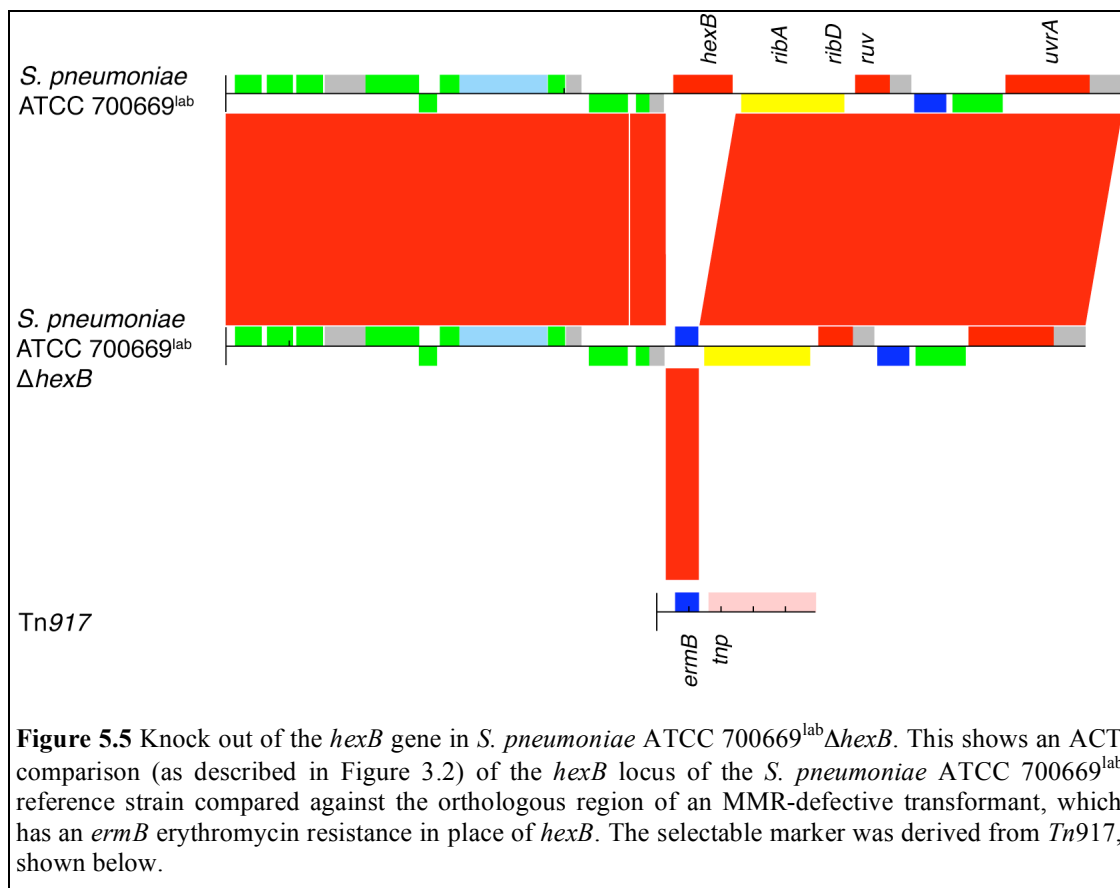 hexB ribA ribD ruv uvrA
S. pneumoniae
ATCC 700669lab
S. pneumoniae
ATCC 700669lab
ΔhexB
Tn917
ermB tnp
Figure 5.5 Knock out of the hexB gene in S. pneumoniae ATCC 700669labΔhexB. This shows an ACT
comparison (as described in Figure 3.2) of the hexB locus of the S. pneumoniae ATCC 700669lab
reference strain compared against the orthologous region of an MMR-defective transformant, which
has an ermB erythromycin resistance in place of hexB. The selectable marker was derived from Tn917,
shown below.